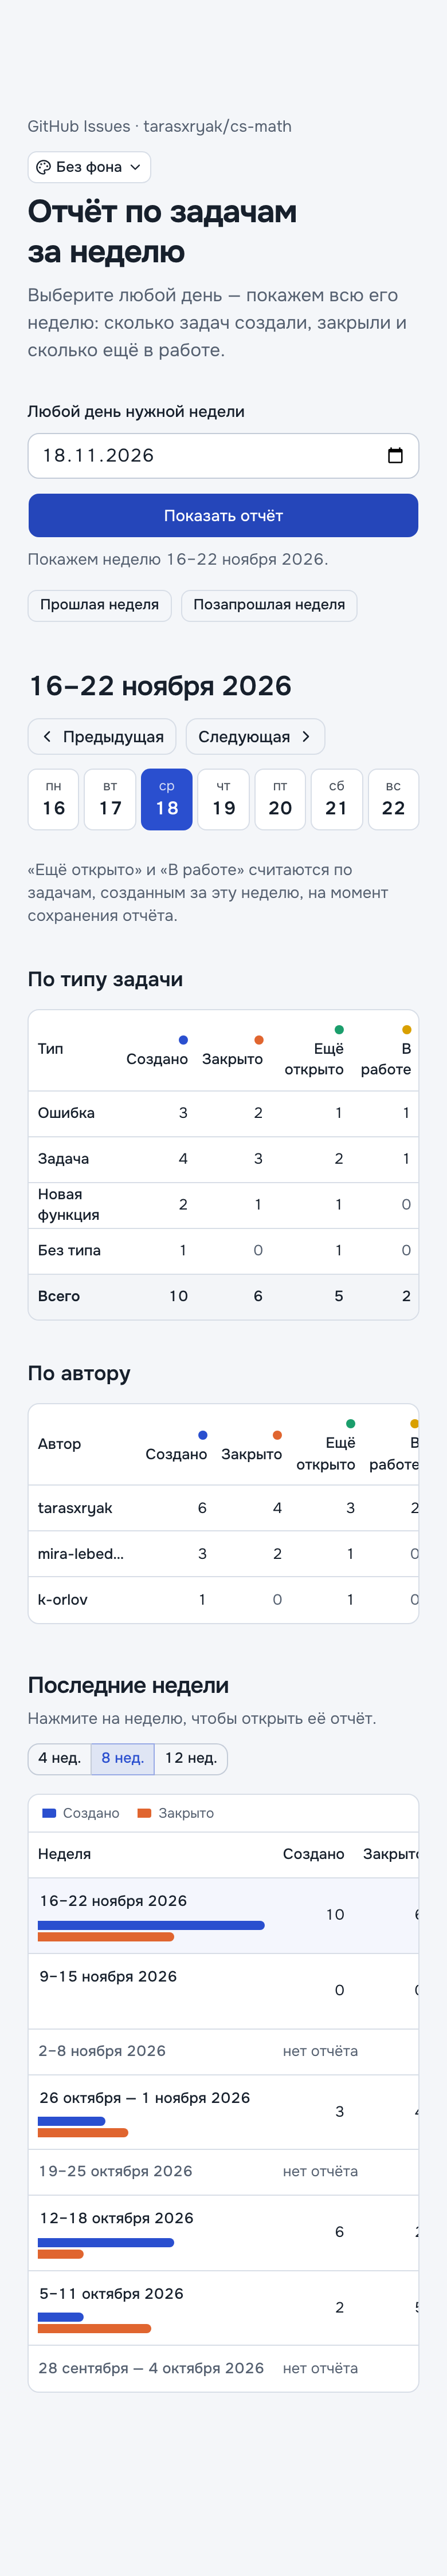 GitHub Issues · tarasxryak/cs-math
Без фона
Отчёт по задачам
за неделю
Выберите любой день — покажем всю его
неделю: сколько задач создали, закрыли и
сколько ещё в работе.
Любой день нужной недели
18.11.2026
Показать отчёт
Покажем неделю 16–22 ноября 2026.
Прошлая неделя Позапрошлая неделя
16–22 ноября 2026
Предыдущая Следующая
пн вт ср чт пт сб вс
16 17 18 19 20 21 22
«Ещё открыто» и «В работе» считаются по
задачам, созданным за эту неделю, на момент
сохранения отчёта.
По типу задачи
Тип Создано Закрыто Ещё открыто В работе
Ошибка 3 2 1 1
Задача 4 3 2 1
Новая функция 2 1 1 0
Без типа 1 0 1 0
Всего 10 6 5 2
По автору
Автор Создано Закрыто Ещё открыто В работе
tarasxryak 6 4 3 2
mira-lebed… 3 2 1 0
k-orlov 1 0 1 0
Последние недели
Нажмите на неделю, чтобы открыть её отчёт.
4 нед. 8 нед. 12 нед.
Создано Закрыто
Неделя Создано Закрыто
16–22 ноября 2026 10 6
9–15 ноября 2026 0 0
2–8 ноября 2026 нет отчёта
26 октября — 1 ноября 2026 3 4
19–25 октября 2026 нет отчёта
12–18 октября 2026 6 2
5–11 октября 2026 2 5
28 сентября — 4 октября 2026 нет отчёта